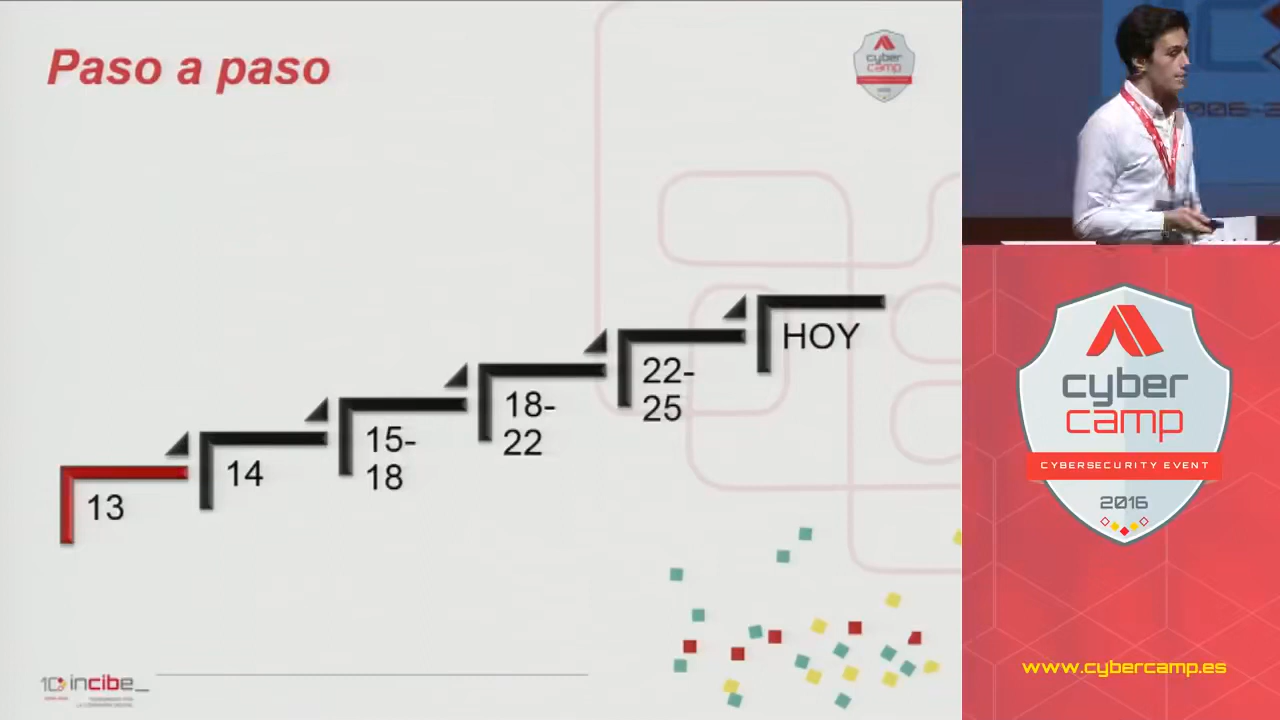 Paso a paso
cyber
camp
HOY
22-
25
18-
22
15-
18
14
13
incibe_
cyber
camp
CYBERSECURITY EVENT
2016
www.cybercamp.es